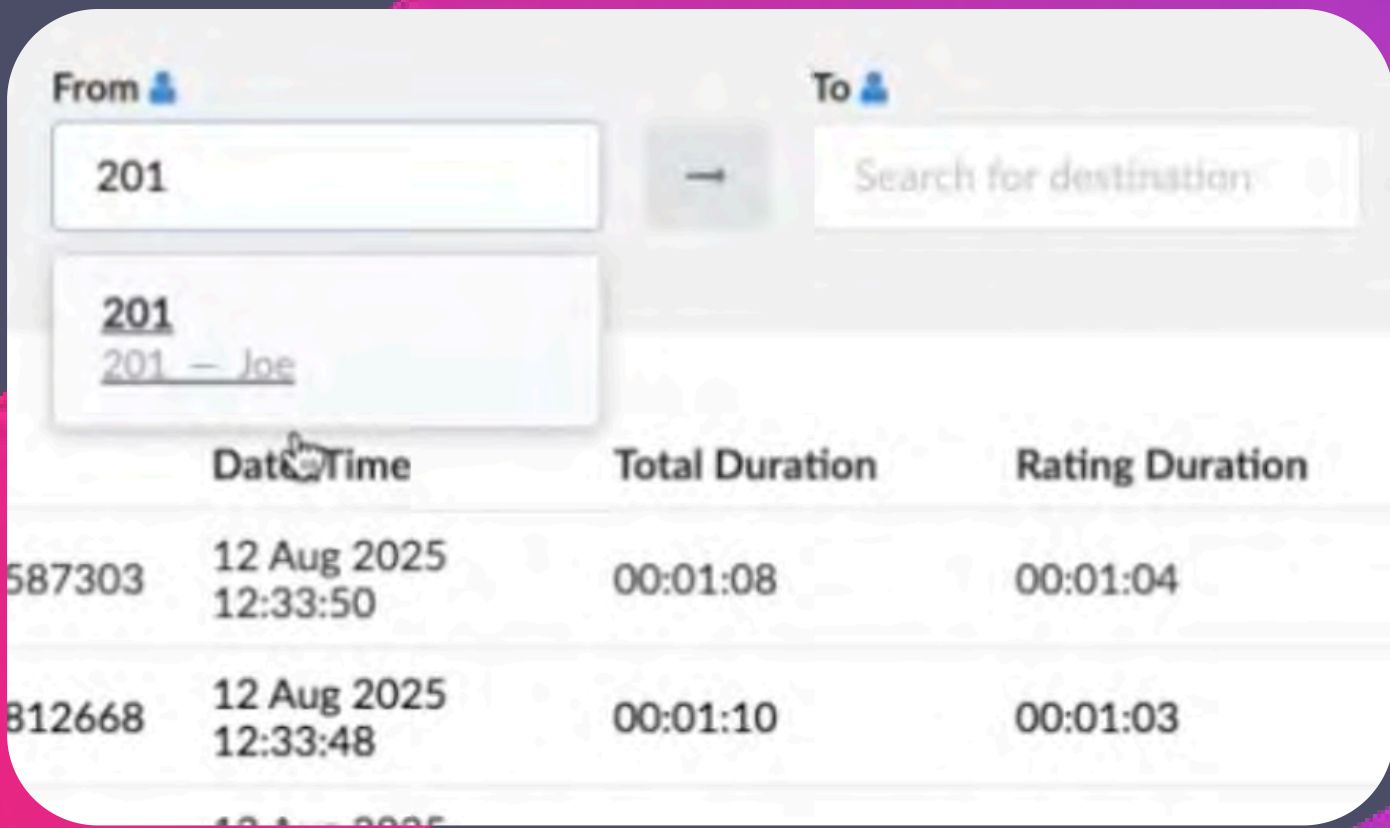 From To
201 → Search for destination
201
201 — Joe
Date/Time Total Duration Rating Duration
587303 12 Aug 2025 12:33:50 00:01:08 00:01:04
812668 12 Aug 2025 12:33:48 00:01:10 00:01:03